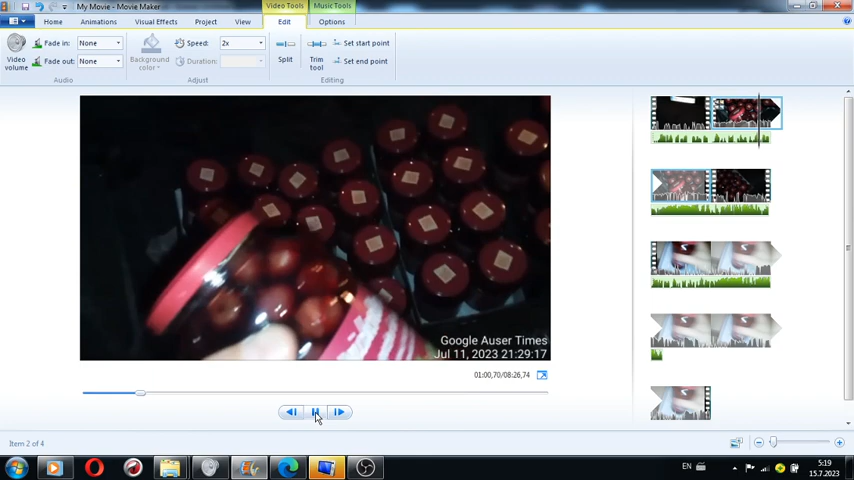 My Movie - Movie Maker
Video Tools
Music Tools
Home
Animations
Visual Effects
Project
View
Edit
Options
Video volume
Fade in: None
Fade out: None
Background color
Speed: 2x
Duration:
Split
Trim tool
Set start point
Set end point
Audio
Adjust
Editing
Google Auser Times
Jul 11, 2023 21:29:17
01:00,70/08:26,74
Item 2 of 4
EN
5:19
15.7.2023